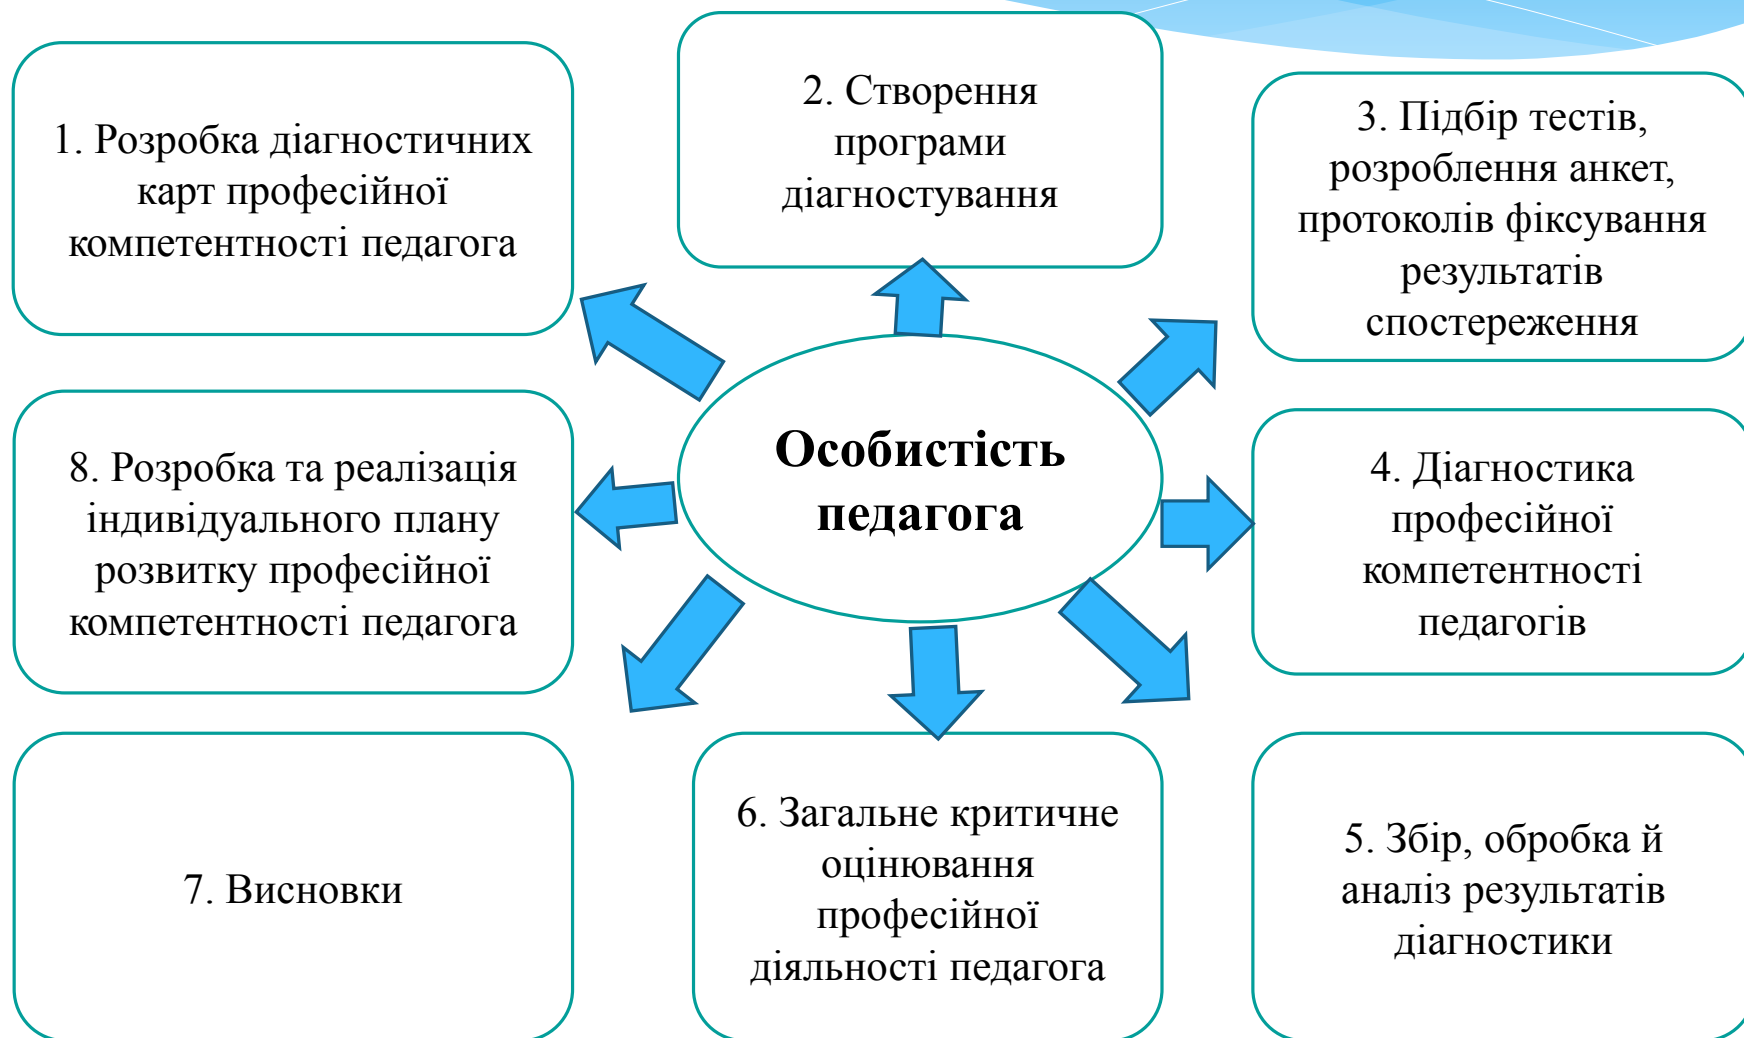 1. Розробка діагностичних
карт професійної
компетентності педагога
2. Створення
програми
діагностування
3. Підбір тестів,
розроблення анкет,
протоколів фіксування
результатів
спостереження
Особистість
педагога
4. Діагностика
професійної
компетентності
педагогів
5. Збір, обробка й
аналіз результатів
діагностики
6. Загальне критичне
оцінювання
професійної
діяльності педагога
7. Висновки
8. Розробка та реалізація
індивідуального плану
розвитку професійної
компетентності педагога